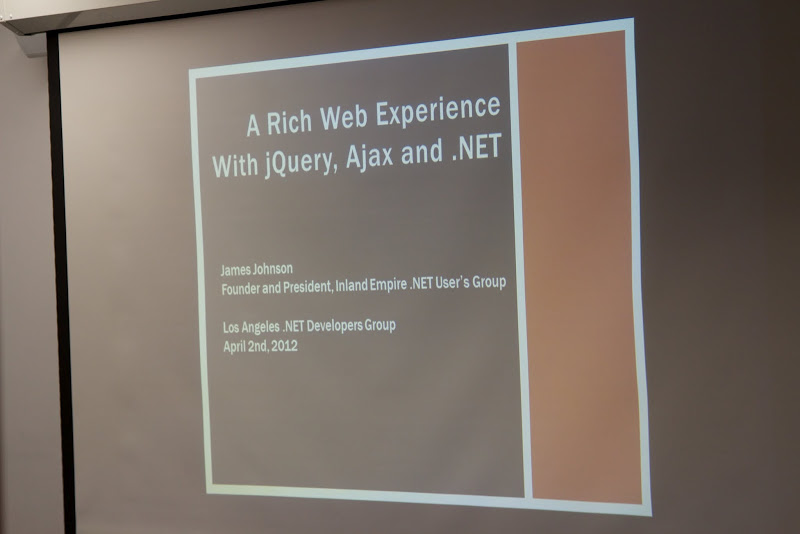 A Rich Web Experience
With jQuery, Ajax and .NET
James Johnson
Founder and President, Inland Empire .NET User's Group
Los Angeles .NET Developers Group
April 2nd, 2012